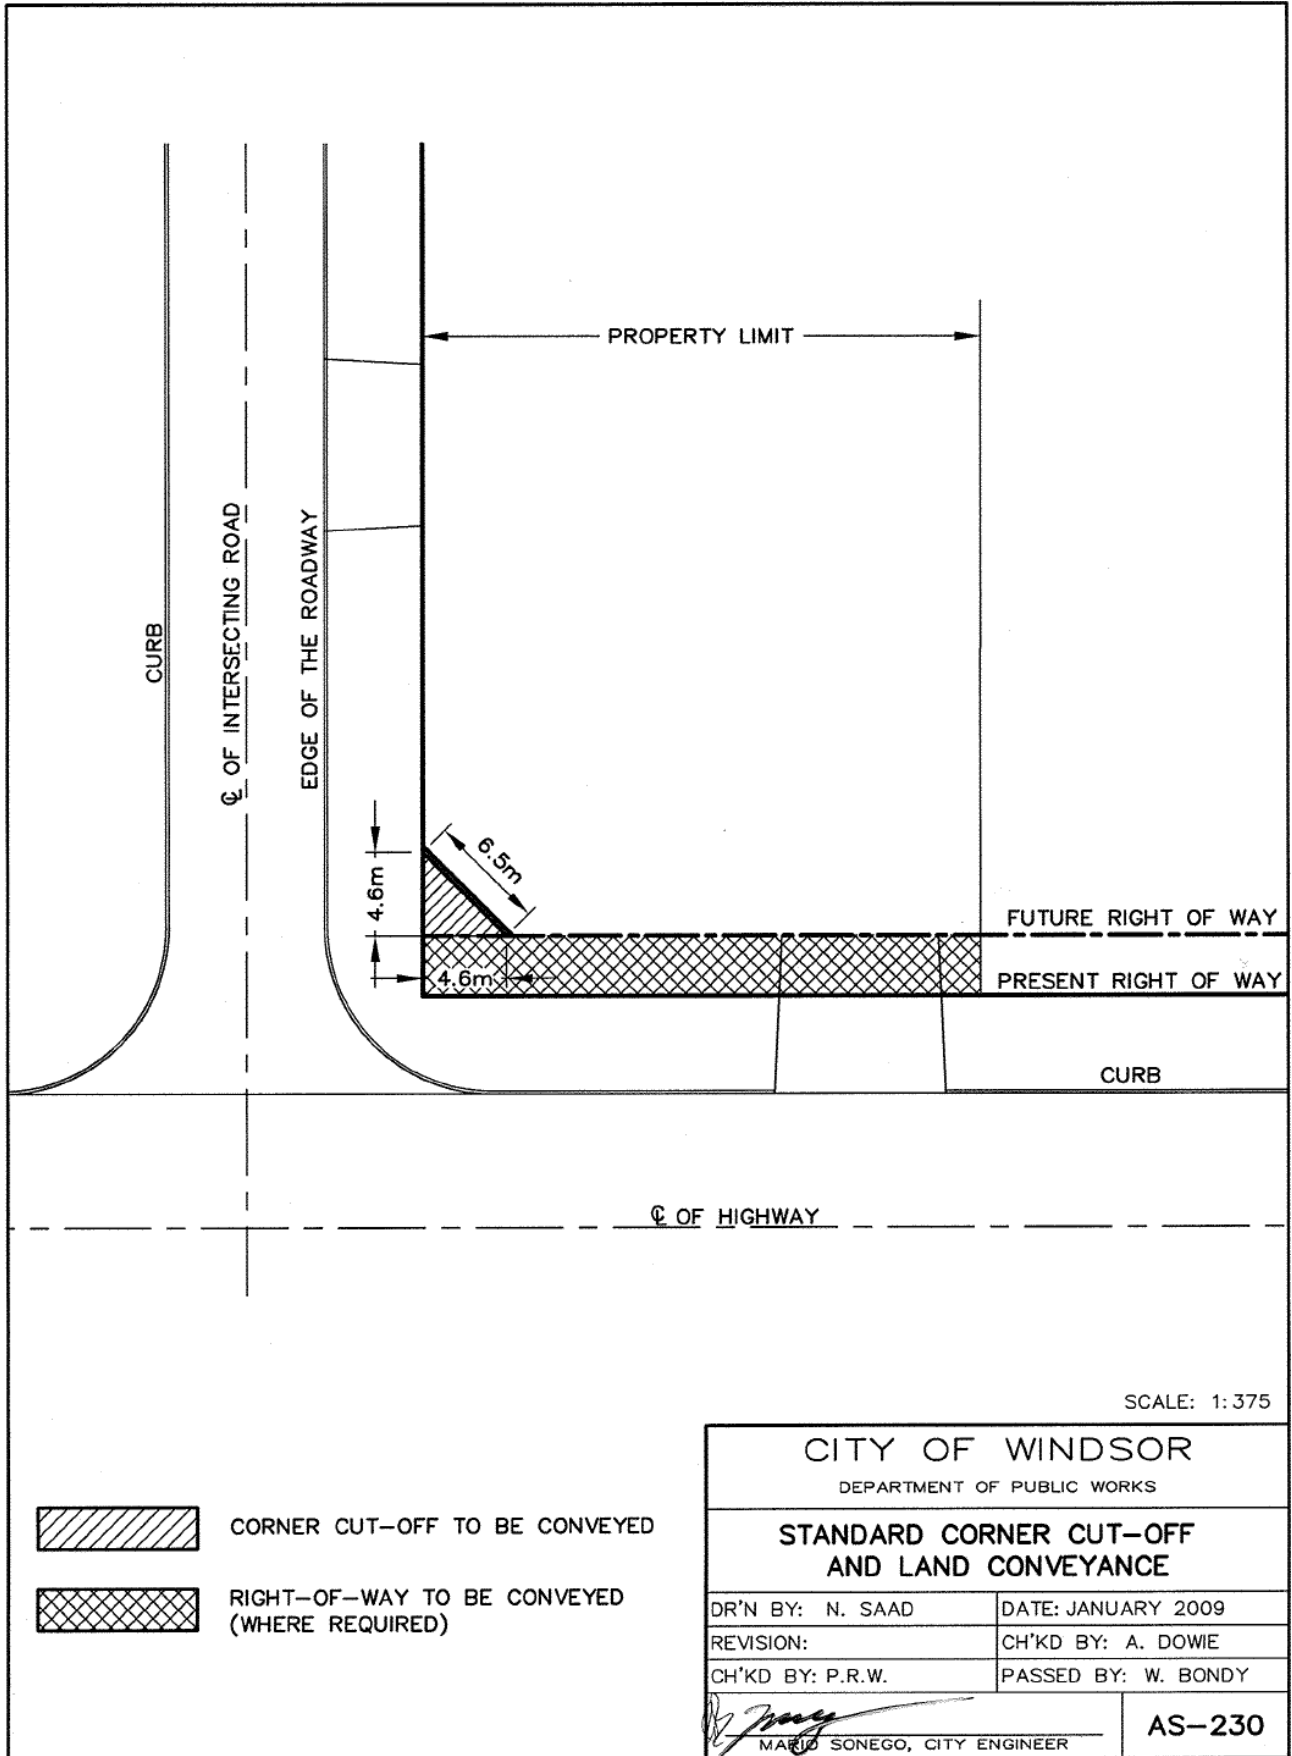 PROPERTY LIMIT
CURB
℄ OF INTERSECTING ROAD
EDGE OF THE ROADWAY
6.5m
4.6m
4.6m
FUTURE RIGHT OF WAY
PRESENT RIGHT OF WAY
CURB
℄ OF HIGHWAY
SCALE: 1:375
CITY OF WINDSOR
DEPARTMENT OF PUBLIC WORKS
STANDARD CORNER CUT-OFF
AND LAND CONVEYANCE
DR'N BY: N. SAAD
DATE: JANUARY 2009
REVISION:
CH'KD BY: A. DOWIE
CH'KD BY: P.R.W.
PASSED BY: W. BONDY
MARIO SONEGO, CITY ENGINEER
AS-230
CORNER CUT-OFF TO BE CONVEYED
RIGHT-OF-WAY TO BE CONVEYED
(WHERE REQUIRED)